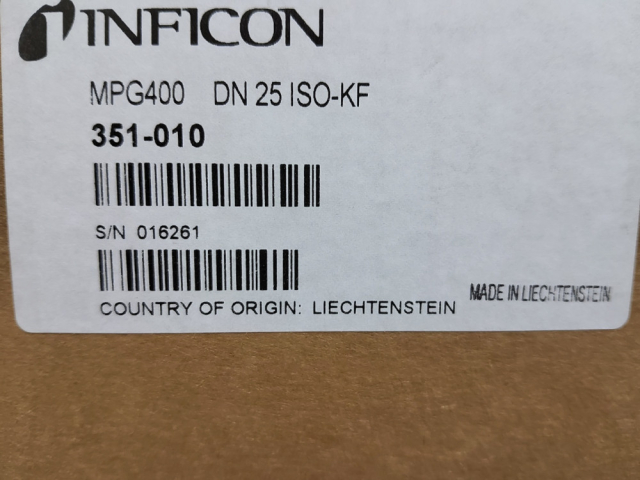 INFICON
MPG400 DN 25 ISO-KF
351-010
S/N 016261
COUNTRY OF ORIGIN: LIECHTENSTEIN
MADE IN LIECHTENSTEIN